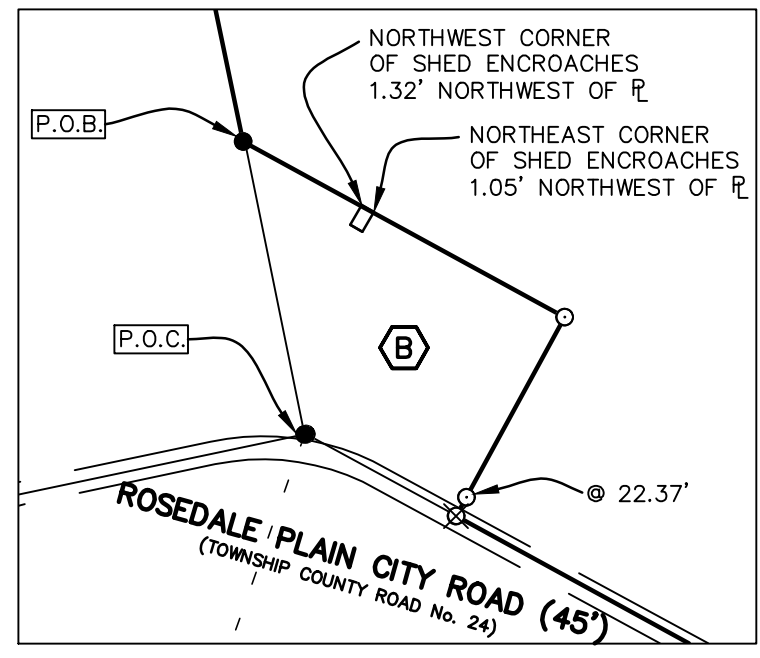 NORTHWEST CORNER
OF SHED ENCROACHES
1.32' NORTHWEST OF ⅊
P.O.B.
NORTHEAST CORNER
OF SHED ENCROACHES
1.05' NORTHWEST OF ⅊
P.O.C.
B
@ 22.37'
ROSEDALE PLAIN CITY ROAD (45')
(TOWNSHIP COUNTY ROAD No. 24)